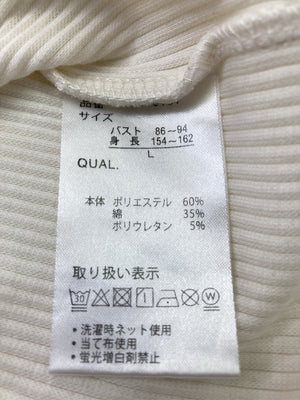 品番
サイズ
バスト 86～94
身長 154～162
L
QUAL.
本体 ポリエステル 60%
綿 35%
ポリウレタン 5%
取り扱い表示
・洗濯時ネット使用
・当て布使用
・蛍光増白剤禁止